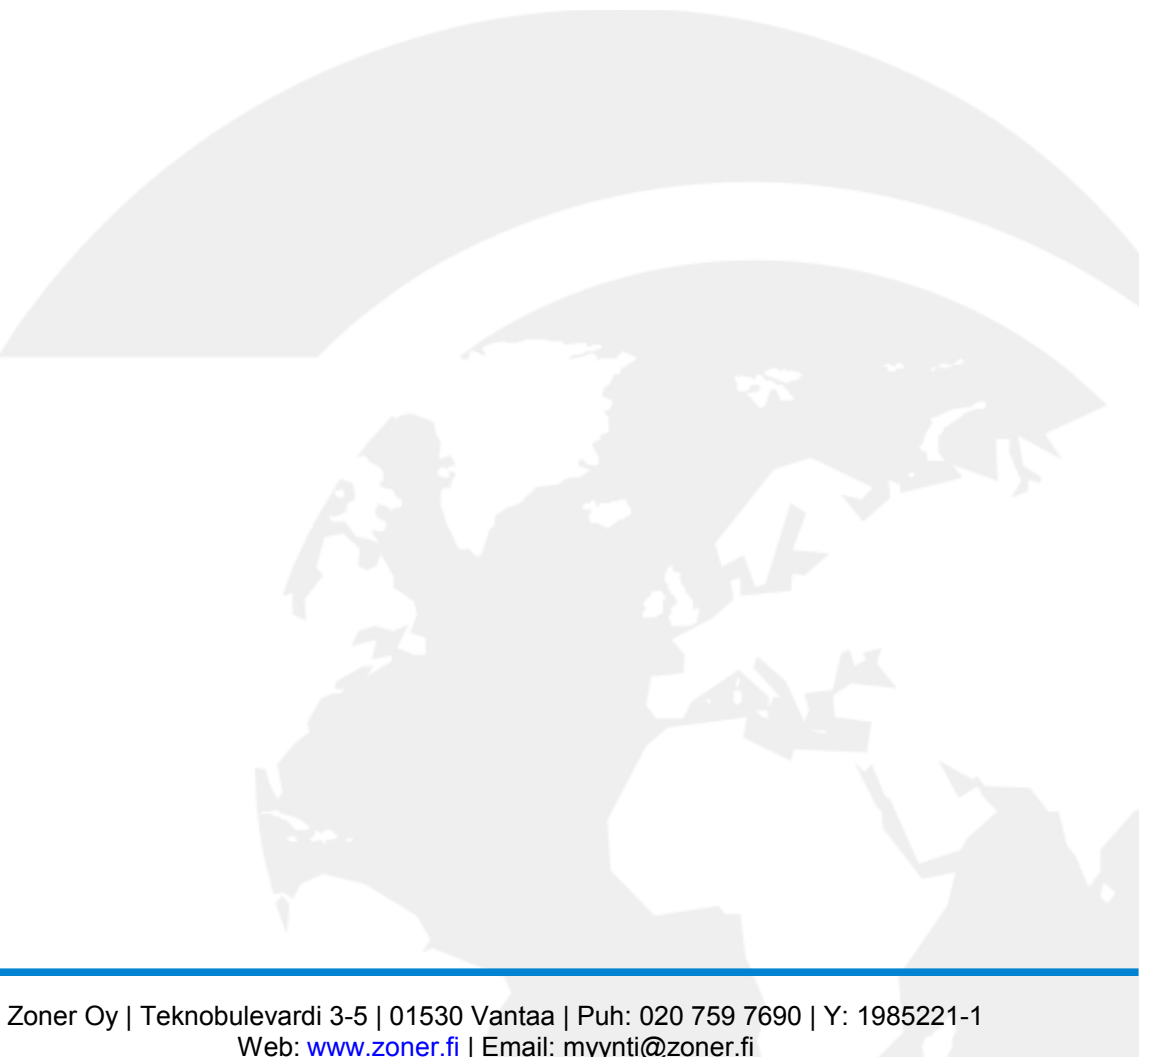 Zoner Oy | Teknobulevardi 3-5 | 01530 Vantaa | Puh: 020 759 7690 | Y: 1985221-1
Web: www.zoner.fi | Email: myynti@zoner.fi